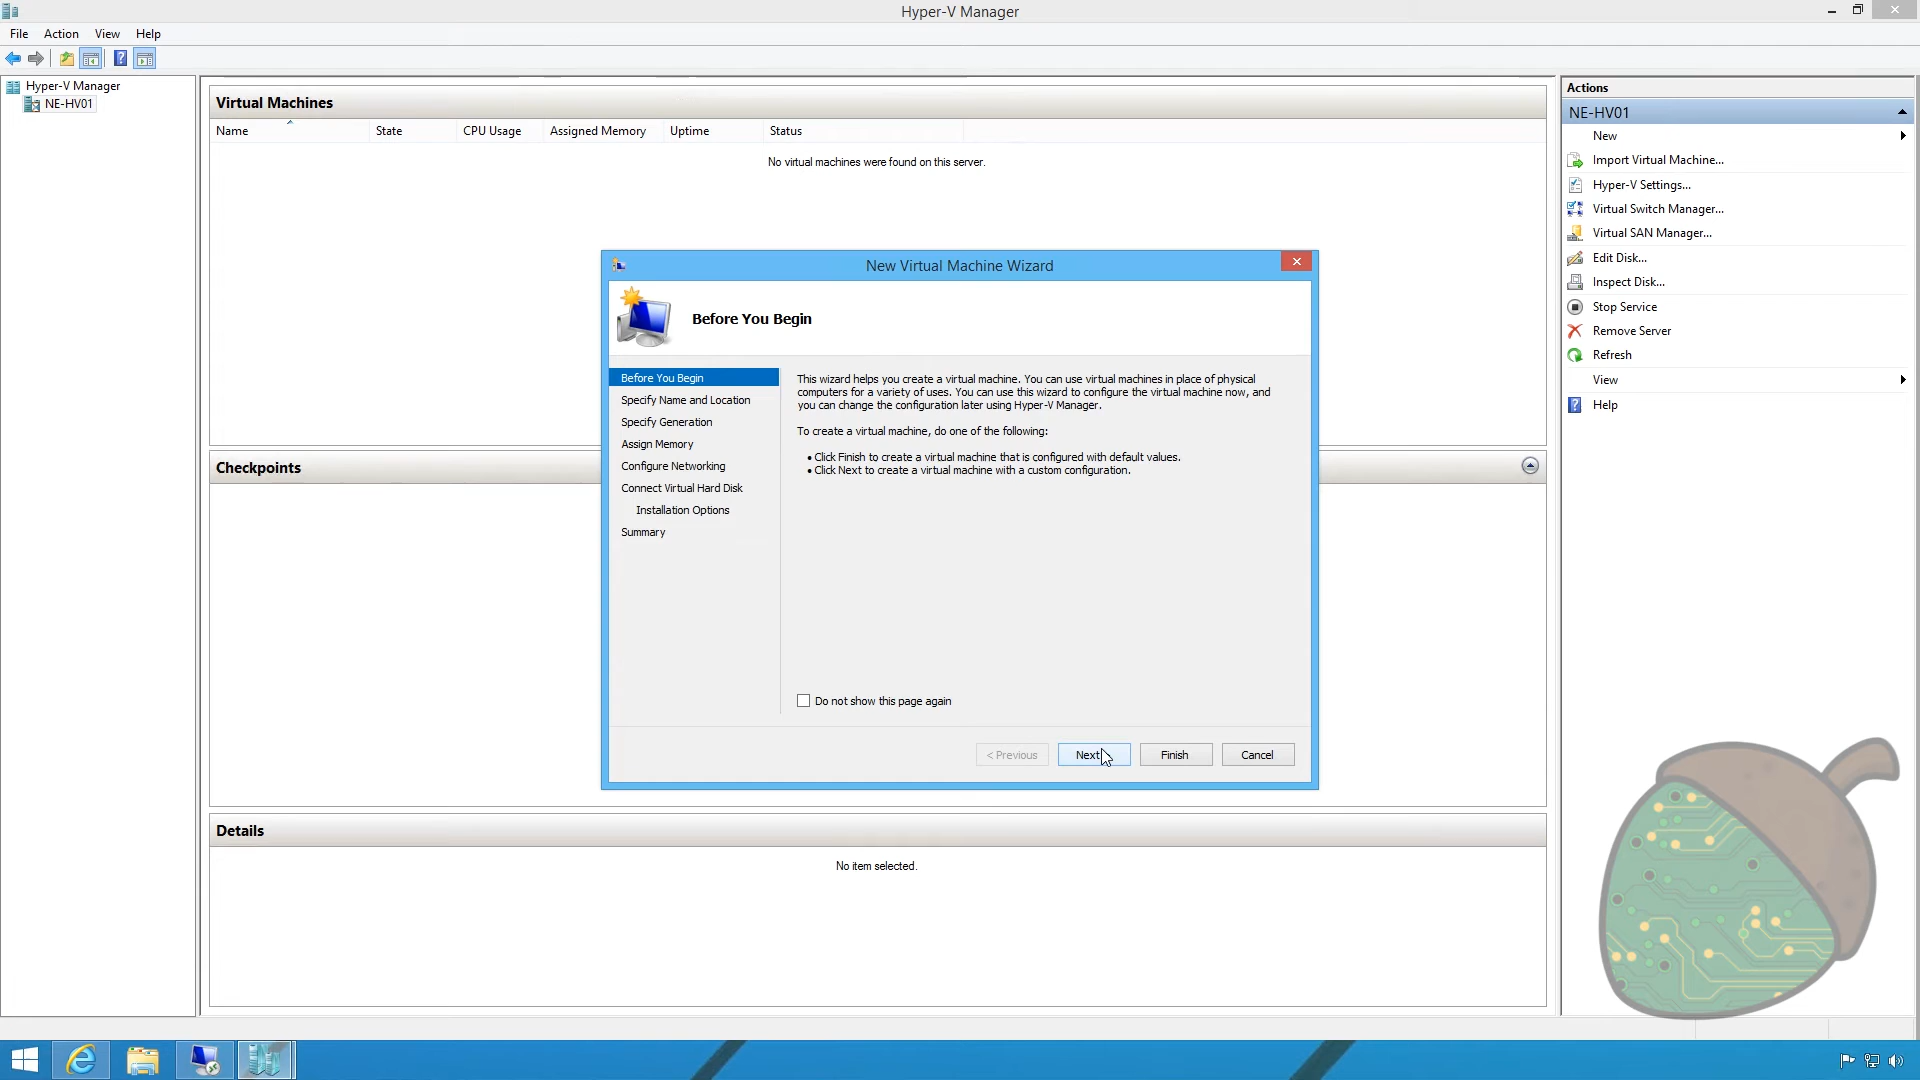 Hyper-V Manager
File Action View Help
Hyper-V Manager
NE-HV01
Virtual Machines
Name State CPU Usage Assigned Memory Uptime Status
No virtual machines were found on this server.
New Virtual Machine Wizard
Before You Begin
Before You Begin
Specify Name and Location
Specify Generation
Assign Memory
Configure Networking
Connect Virtual Hard Disk
Installation Options
Summary
This wizard helps you create a virtual machine. You can use virtual machines in place of physical
computers for a variety of uses. You can use this wizard to configure the virtual machine now, and
you can change the configuration later using Hyper-V Manager.
To create a virtual machine, do one of the following:
• Click Finish to create a virtual machine that is configured with default values.
• Click Next to create a virtual machine with a custom configuration.
Do not show this page again
< Previous Next Finish Cancel
Checkpoints
Details
No item selected.
Actions
NE-HV01
New
Import Virtual Machine...
Hyper-V Settings...
Virtual Switch Manager...
Virtual SAN Manager...
Edit Disk...
Inspect Disk...
Stop Service
Remove Server
Refresh
View
Help